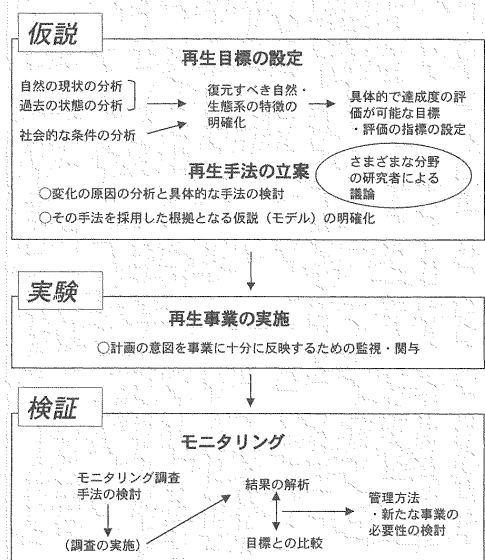 仮説
再生目標の設定
自然の現状の分析
過去の状態の分析
社会的な条件の分析
復元すべき自然・
生態系の特徴の
明確化
具体的で達成度の評
価が可能な目標
・評価の指標の設定
再生手法の立案
さまざまな分野
の研究者による
議論
○変化の原因の分析と具体的な手法の検討
○その手法を採用した根拠となる仮説（モデル）の明確化
実験
再生事業の実施
○計画の意図を事業に十分に反映するための監視・関与
検証
モニタリング
モニタリング調査
手法の検討
（調査の実施）
結果の解析
目標との比較
管理方法
・新たな事業の
必要性の検討